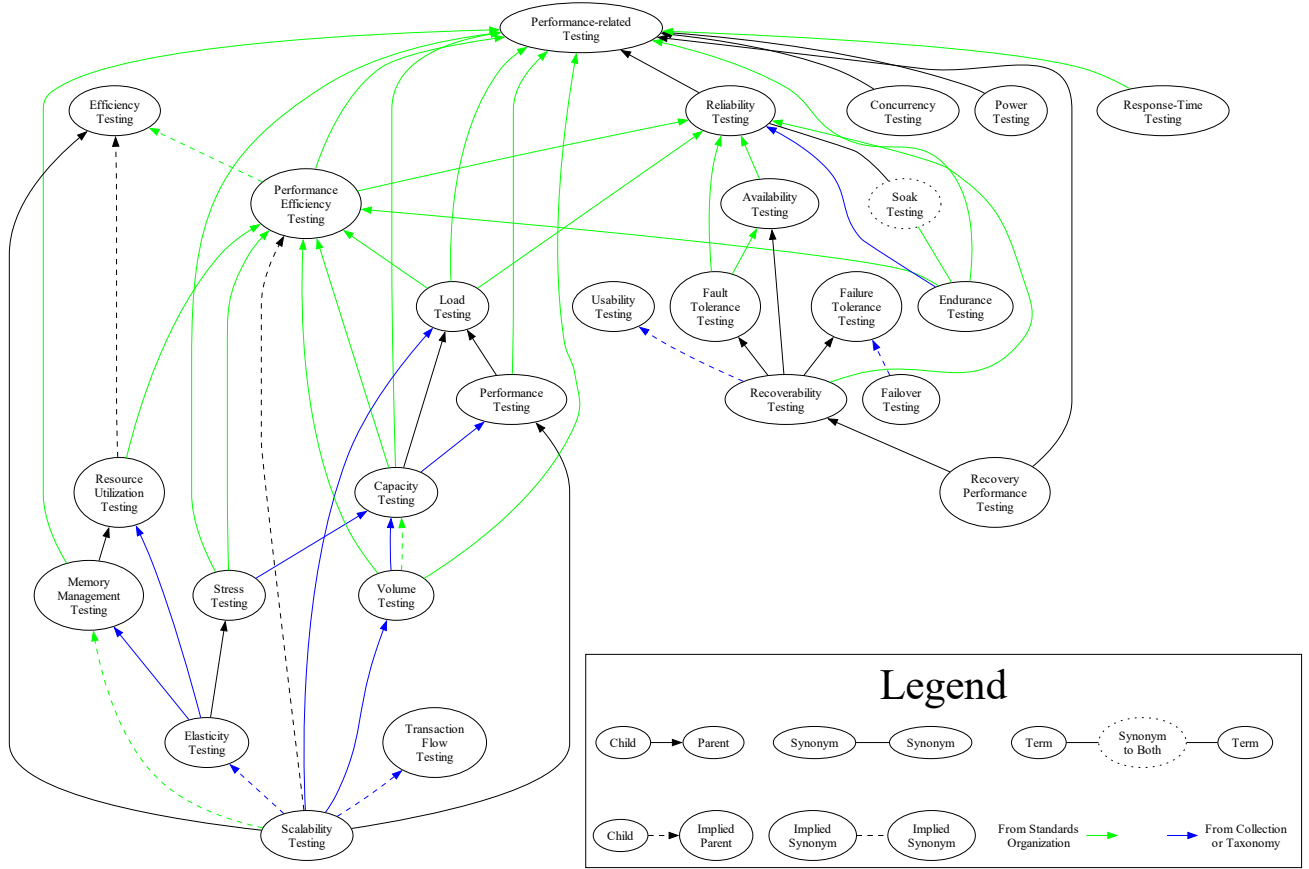 Performance-related
Testing
Efficiency
Testing
Reliability
Testing
Concurrency
Testing
Power
Testing
Response-Time
Testing
Performance
Efficiency
Testing
Availability
Testing
Soak
Testing
Load
Testing
Usability
Testing
Fault
Tolerance
Testing
Failure
Tolerance
Testing
Endurance
Testing
Performance
Testing
Recoverability
Testing
Failover
Testing
Resource
Utilization
Testing
Capacity
Testing
Recovery
Performance
Testing
Memory
Management
Testing
Stress
Testing
Volume
Testing
Elasticity
Testing
Transaction
Flow
Testing
Scalability
Testing
Legend
Child
Parent
Synonym
Synonym
Term
Synonym
to Both
Term
Child
Implied
Parent
Implied
Synonym
Implied
Synonym
From Standards
Organization
From Collection
or Taxonomy